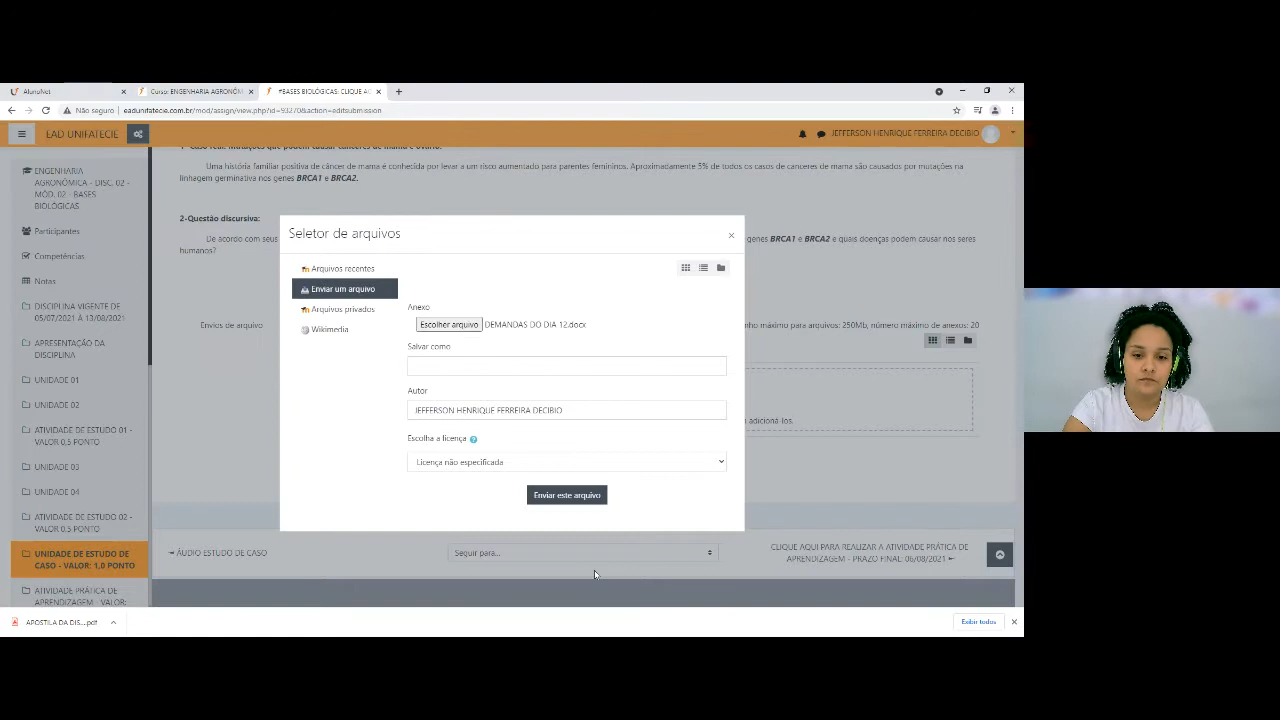 AlunoNet
Curso: ENGENHARIA AGRONÔMI
#BASES BIOLÓGICAS: CLIQUE AC
Não seguro
eadunifatecie.com.br/mod/assign/view.php?id=93270&action=editsubmission
EAD UNIFATECIE
JEFFERSON HENRIQUE FERREIRA DECIBIO
Uma história familiar positiva de câncer de mama é conhecida por levar a um risco aumentado para parentes femininos. Aproximadamente 5% de todos os casos de canceres de mama são causados por mutações na
linhagem germinativa nos genes BRCA1 e BRCA2.
2-Questão discursiva:
De acordo com seus
genes BRCA1 e BRCA2 e quais doenças podem causar nos seres
humanos?
ENGENHARIA
AGRONÔMICA - DISC. 02 -
MÓD. 02 - BASES
BIOLÓGICAS
Participantes
Competências
Notas
DISCIPLINA VIGENTE DE
05/07/2021 À 13/08/2021
APRESENTAÇÃO DA
DISCIPLINA
UNIDADE 01
UNIDADE 02
ATIVIDADE DE ESTUDO 01 -
VALOR 0,5 PONTO
UNIDADE 03
UNIDADE 04
ATIVIDADE DE ESTUDO 02 -
VALOR 0.5 PONTO
UNIDADE DE ESTUDO DE
CASO - VALOR: 1,0 PONTO
ATIVIDADE PRÁTICA DE
APRENDIZAGEM - VALOR:
Seletor de arquivos
×
Arquivos recentes
Enviar um arquivo
Arquivos privados
Wikimedia
Anexo
Escolher arquivo DEMANDAS DO DIA 12.docx
Salvar como
Autor
JEFFERSON HENRIQUE FERREIRA DECIBIO
Escolha a licença
Licença não especificada
Enviar este arquivo
Envios de arquivo
nho máximo para arquivos: 250Mb, número máximo de anexos: 20
adicioná-los.
ÁUDIO ESTUDO DE CASO
Seguir para...
CLIQUE AQUI PARA REALIZAR A ATIVIDADE PRÁTICA DE
APRENDIZAGEM - PRAZO FINAL: 06/08/2021
APOSTILA DA DIS....pdf
Exibir todos